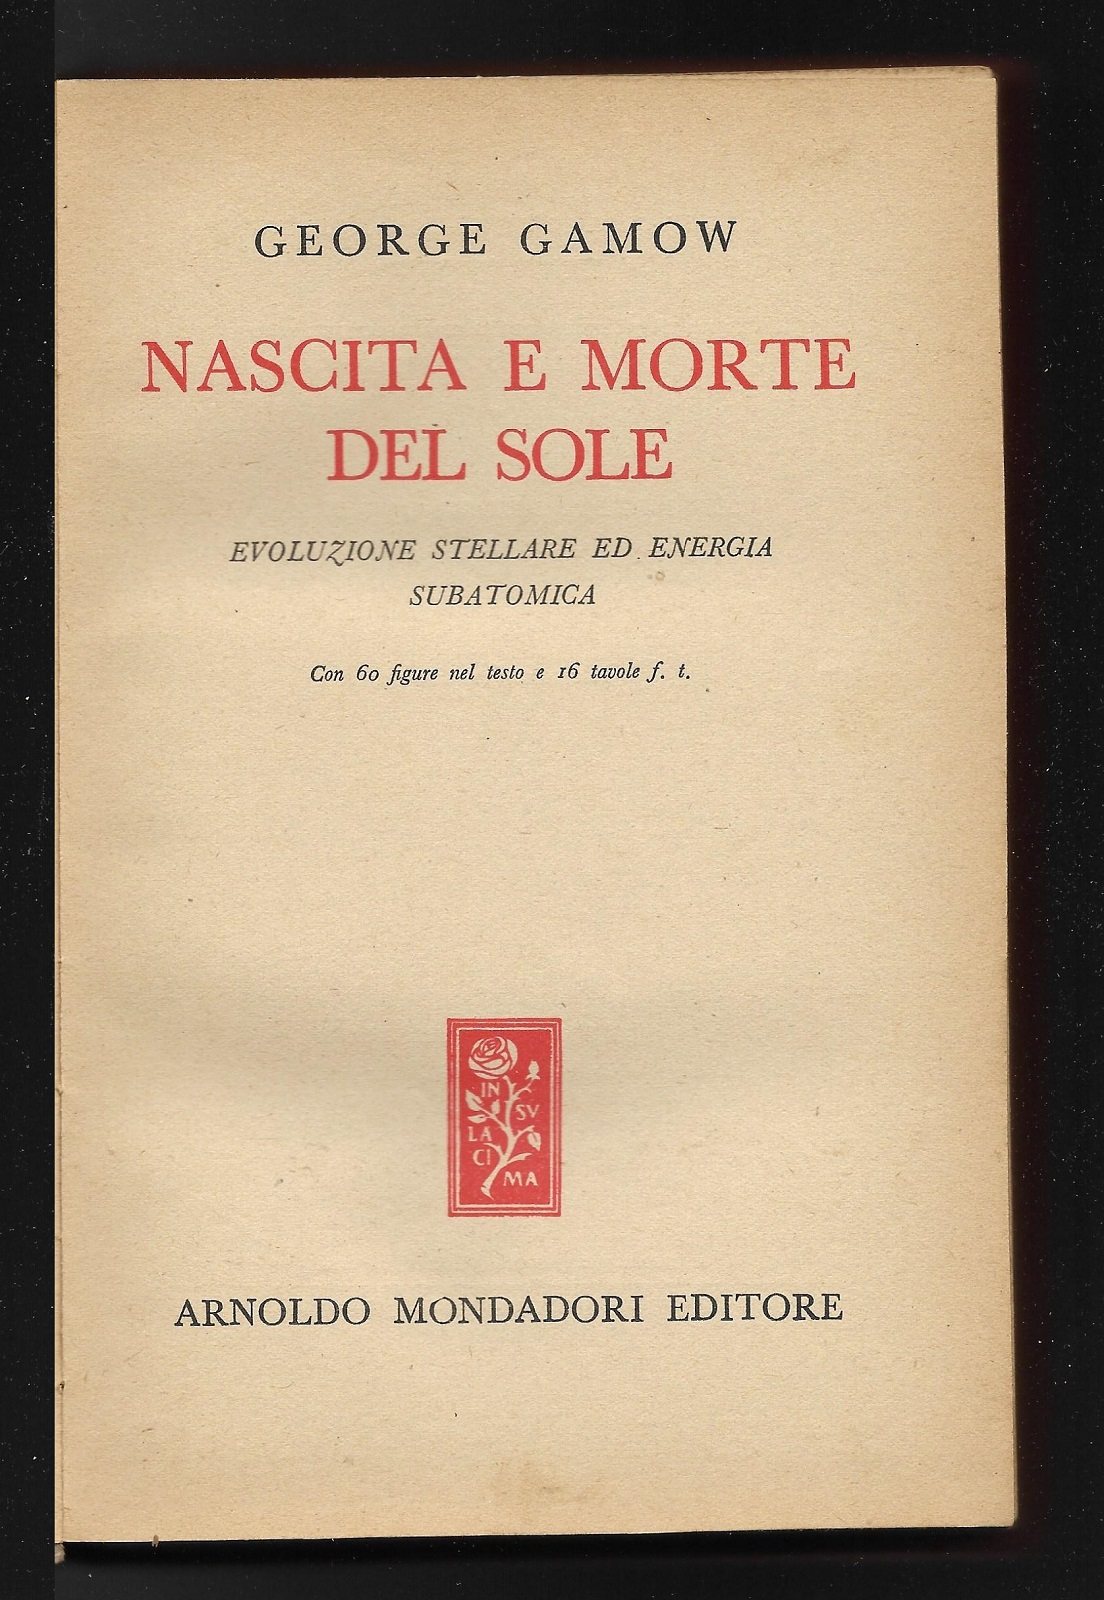 GEORGE GAMOW
NASCITA E MORTE
DEL SOLE
EVOLUZIONE STELLARE ED ENERGIA
SUBATOMICA
Con 60 figure nel testo e 16 tavole f. t.
IN
SV
LA
CI
MA
ARNOLDO MONDADORI EDITORE